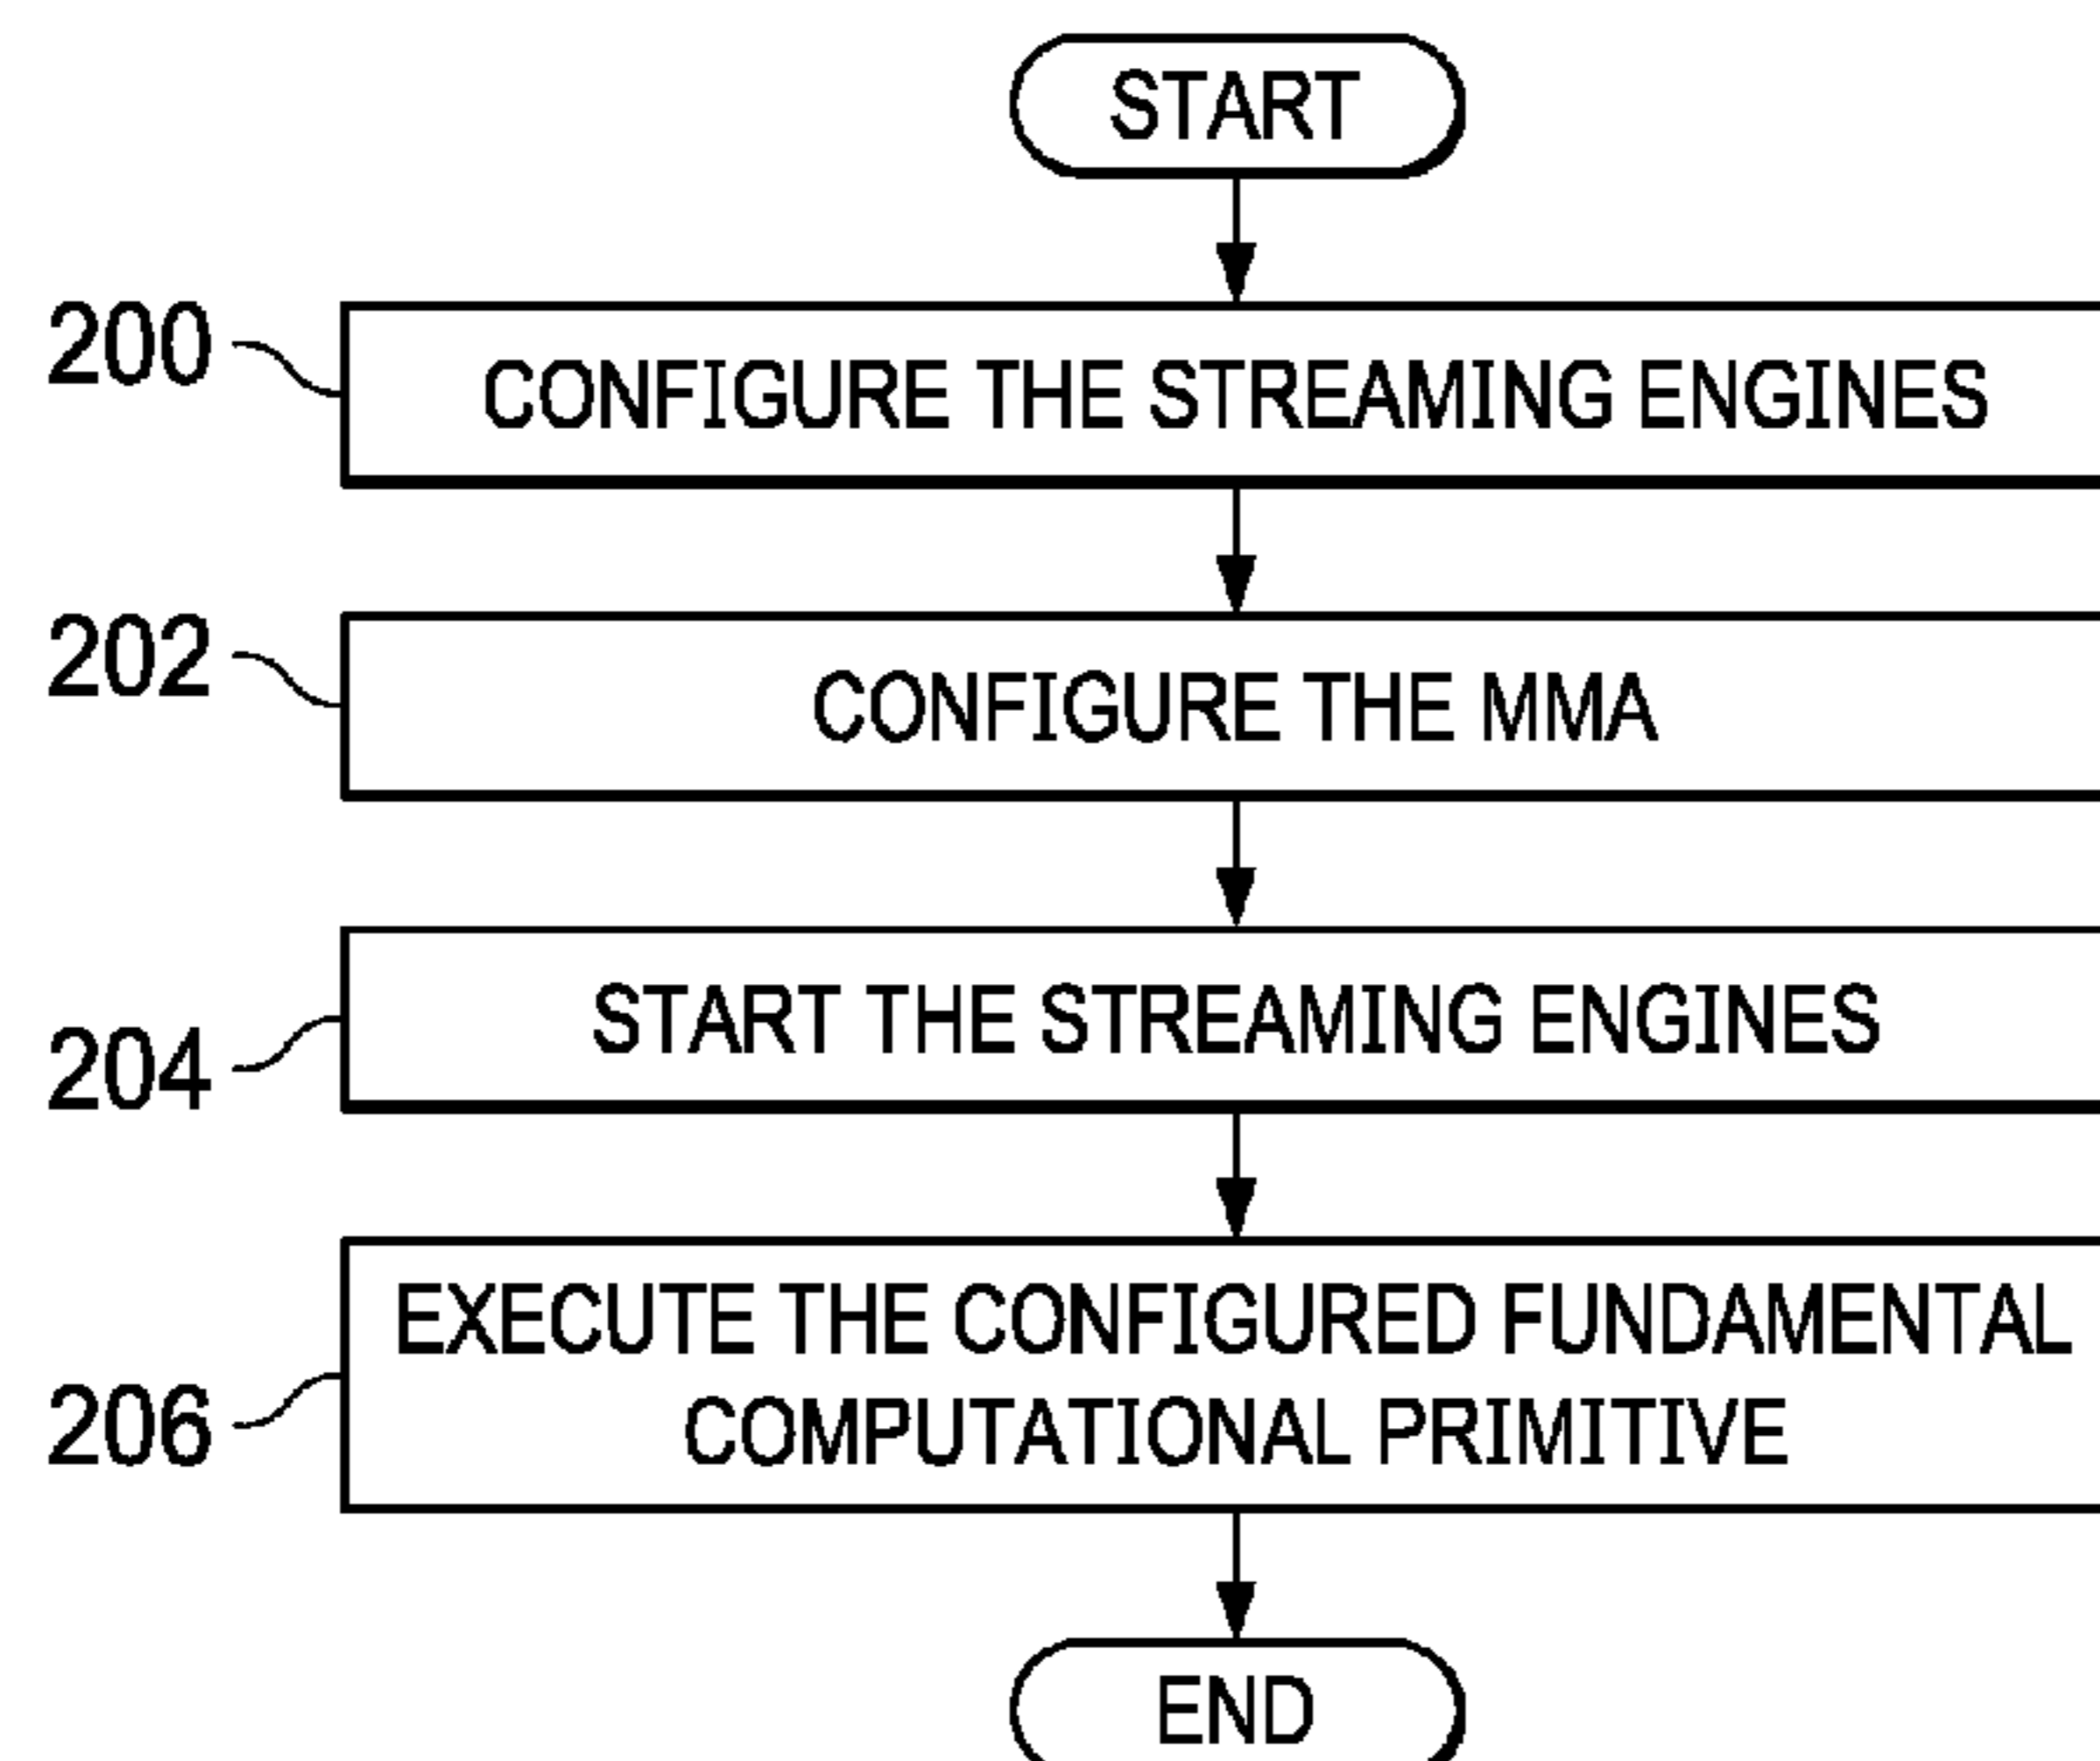 START
200
CONFIGURE THE STREAMING ENGINES
202
CONFIGURE THE MMA
204
START THE STREAMING ENGINES
206
EXECUTE THE CONFIGURED FUNDAMENTAL
COMPUTATIONAL PRIMITIVE
END